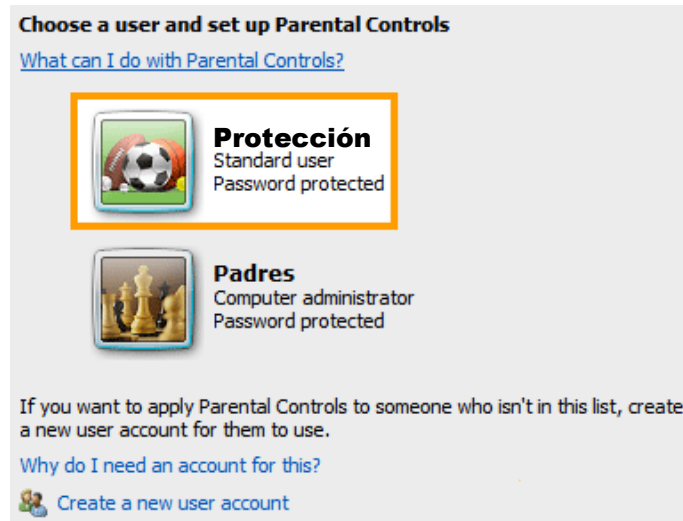 Choose a user and set up Parental Controls
What can I do with Parental Controls?
Protección
Standard user
Password protected
Padres
Computer administrator
Password protected
If you want to apply Parental Controls to someone who isn't in this list, create
a new user account for them to use.
Why do I need an account for this?
Create a new user account